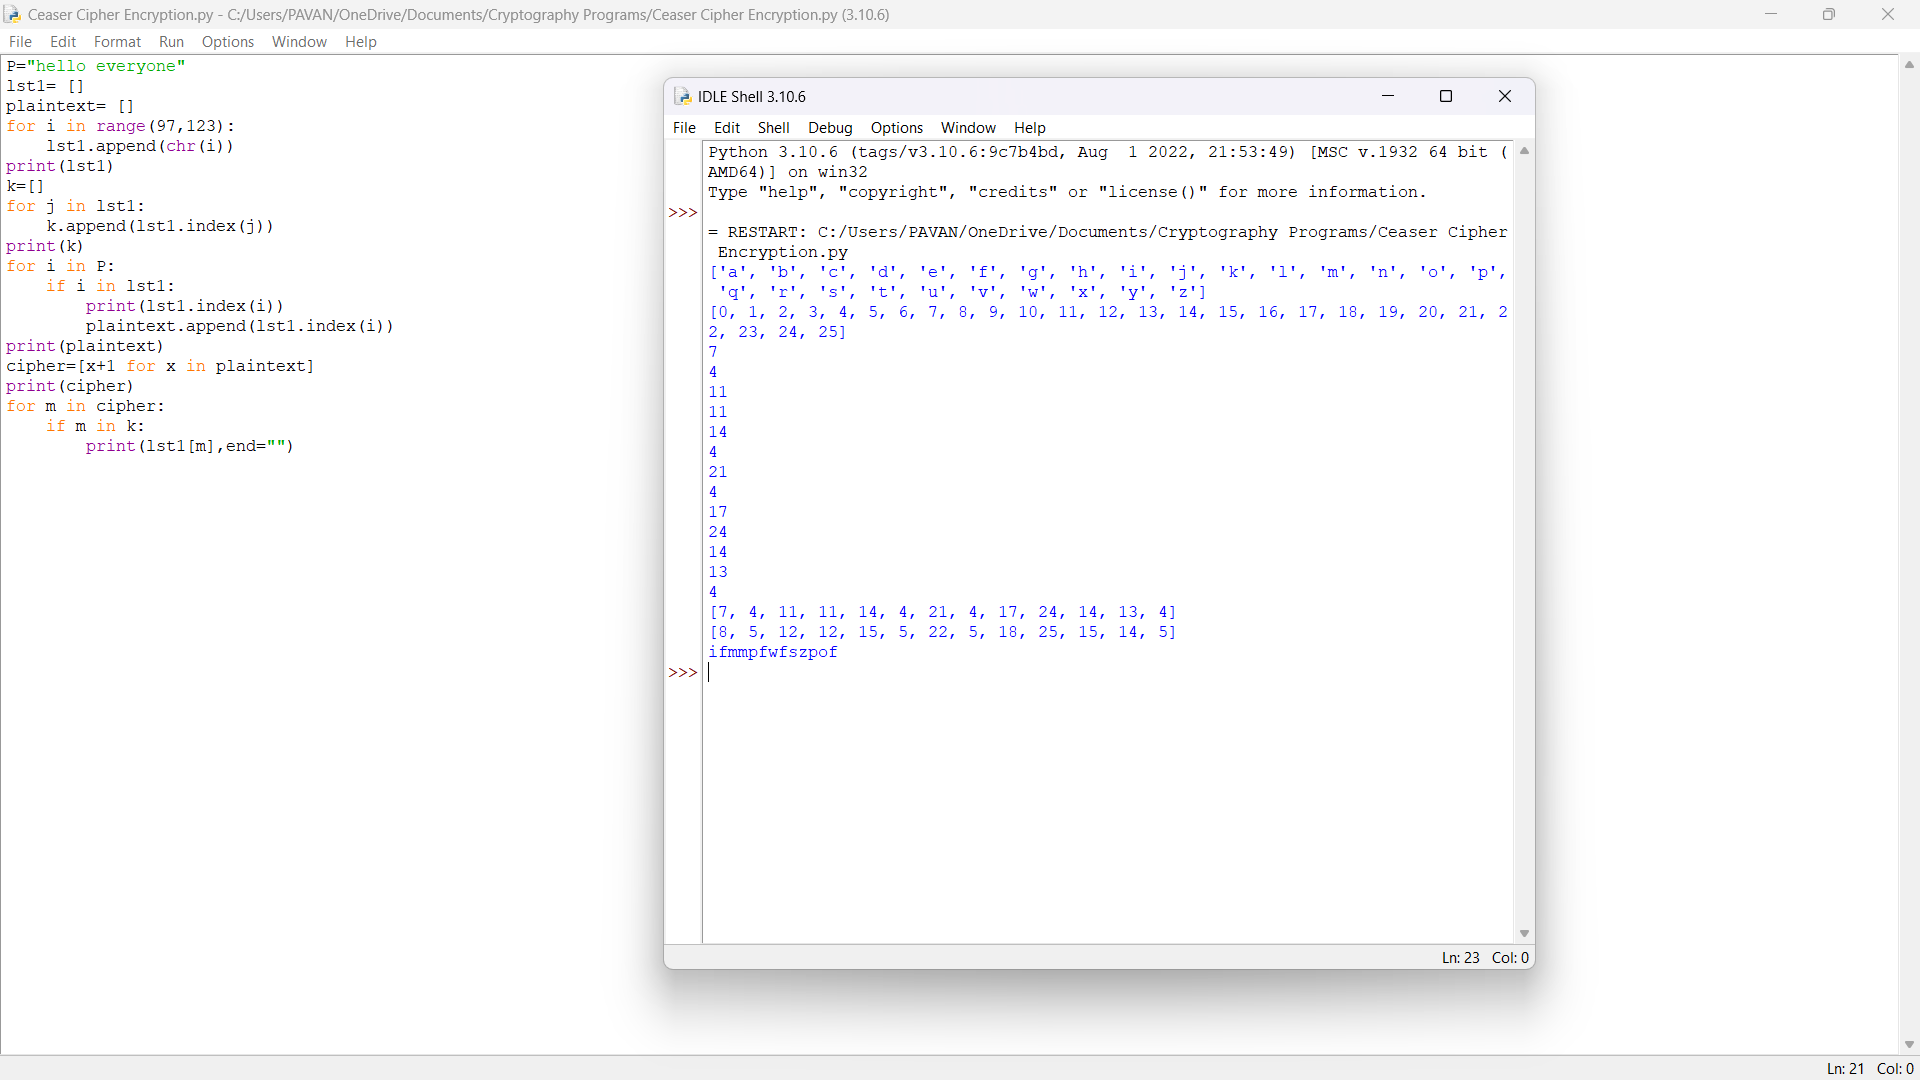 Ceaser Cipher Encryption.py - C:/Users/PAVAN/OneDrive/Documents/Cryptography Programs/Ceaser Cipher Encryption.py (3.10.6)
File Edit Format Run Options Window Help
P="hello everyone"
lst1= []
plaintext= []
for i in range(97,123):
    lst1.append(chr(i))
print(lst1)
k=[]
for j in lst1:
    k.append(lst1.index(j))
print(k)
for i in P:
    if i in lst1:
        print(lst1.index(i))
        plaintext.append(lst1.index(i))
print(plaintext)
cipher=[x+1 for x in plaintext]
print(cipher)
for m in cipher:
    if m in k:
        print(lst1[m],end="")
IDLE Shell 3.10.6
File Edit Shell Debug Options Window Help
Python 3.10.6 (tags/v3.10.6:9c7b4bd, Aug  1 2022, 21:53:49) [MSC v.1932 64 bit (
AMD64)] on win32
Type "help", "copyright", "credits" or "license()" for more information.
>>>
= RESTART: C:/Users/PAVAN/OneDrive/Documents/Cryptography Programs/Ceaser Cipher
 Encryption.py
['a', 'b', 'c', 'd', 'e', 'f', 'g', 'h', 'i', 'j', 'k', 'l', 'm', 'n', 'o', 'p',
 'q', 'r', 's', 't', 'u', 'v', 'w', 'x', 'y', 'z']
[0, 1, 2, 3, 4, 5, 6, 7, 8, 9, 10, 11, 12, 13, 14, 15, 16, 17, 18, 19, 20, 21, 2
2, 23, 24, 25]
7
4
11
11
14
4
21
4
17
24
14
13
4
[7, 4, 11, 11, 14, 4, 21, 4, 17, 24, 14, 13, 4]
[8, 5, 12, 12, 15, 5, 22, 5, 18, 25, 15, 14, 5]
ifmmpfwfszpof
>>>
Ln: 23 Col: 0
Ln: 21 Col: 0